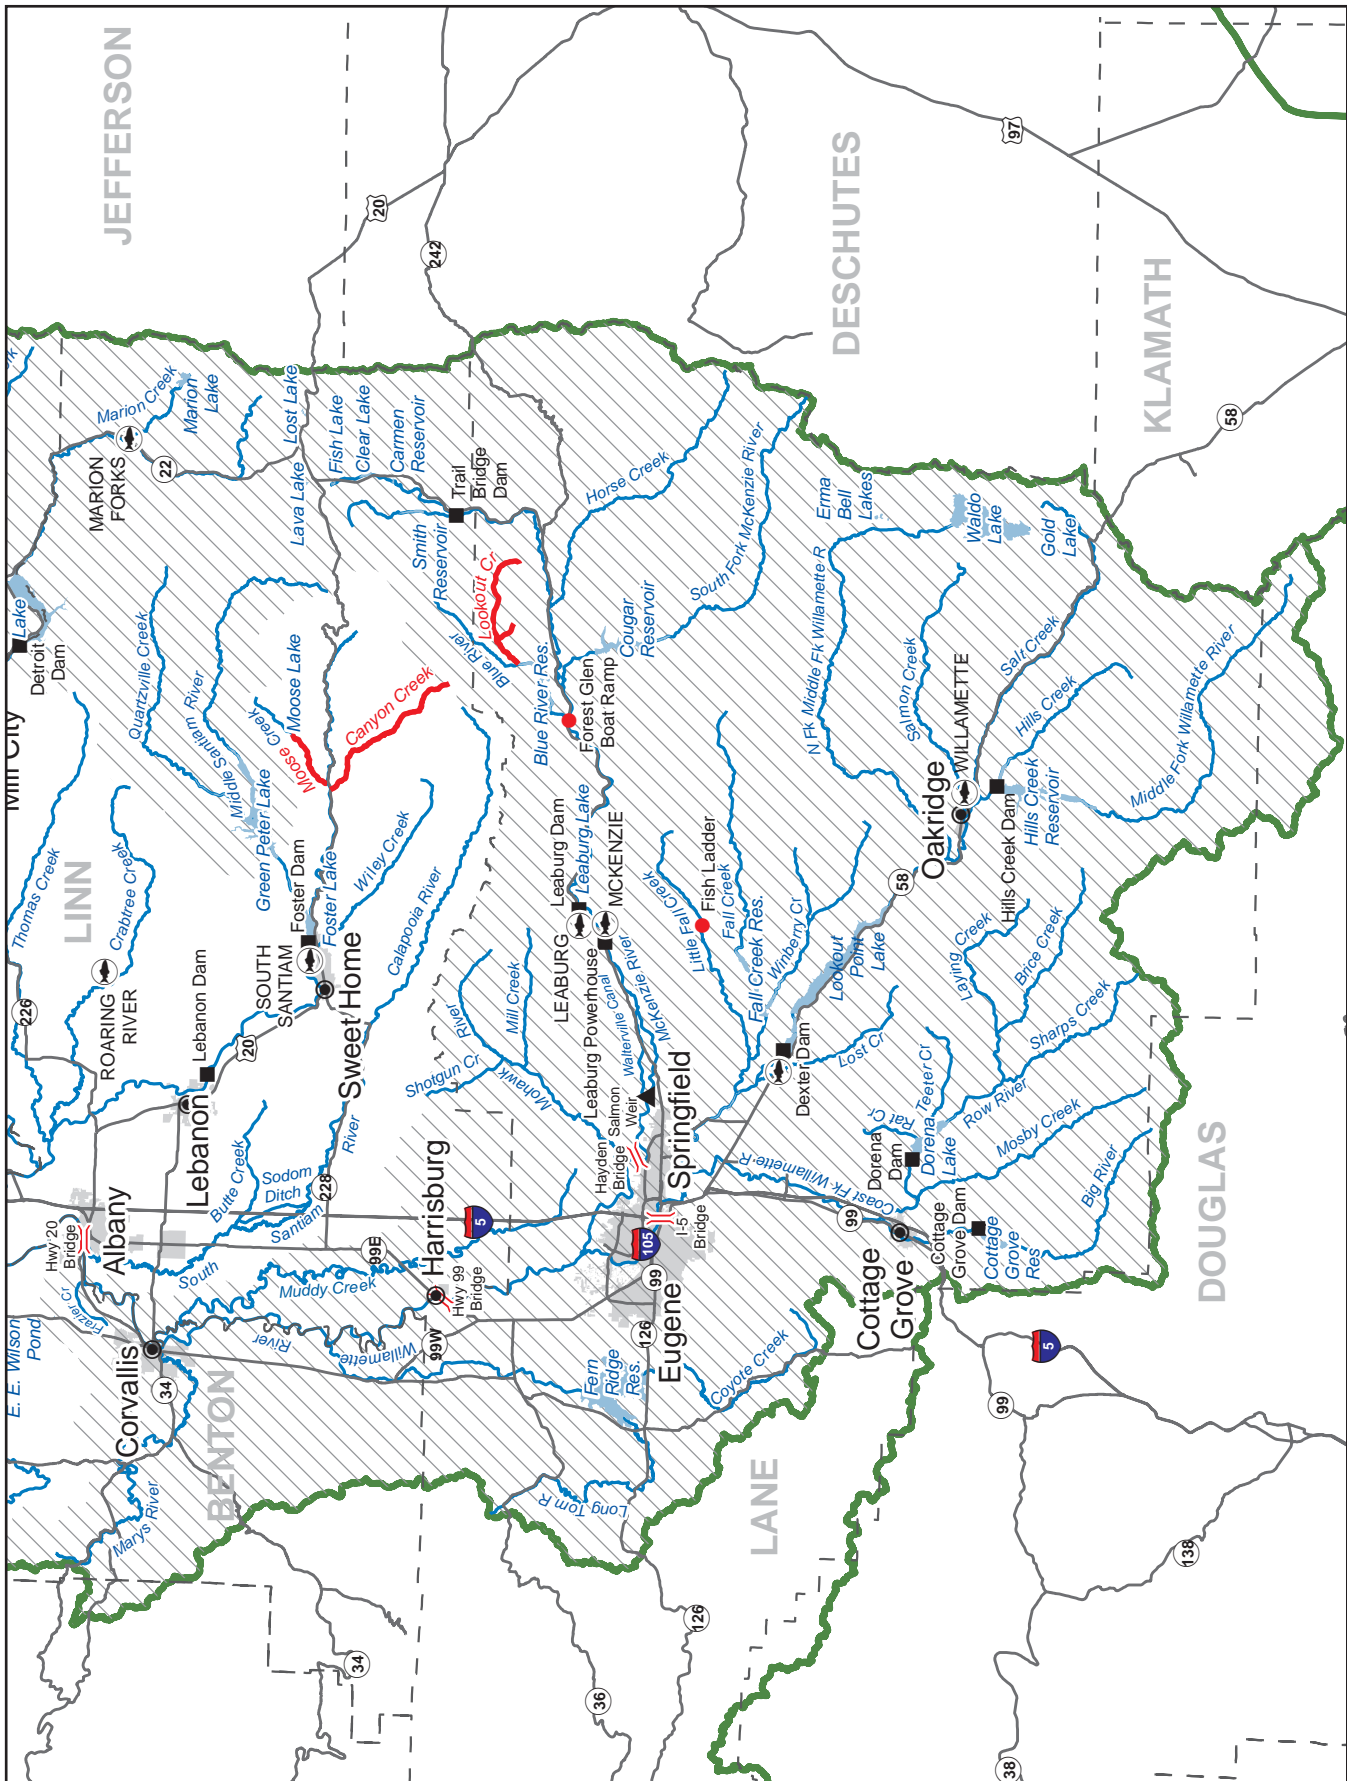 JEFFERSON
DESCHUTES
KLAMATH
LINN
BENTON
LANE
DOUGLAS
20
242
97
58
Marion Creek
Marion
Lake
MARION
FORKS
22
Lost Lake
Lava Lake
Fish Lake
Clear Lake
Carmen
Reservoir
Trail
Bridge
Dam
Smith
Reservoir
Lookout Cr
Blue River
Blue River Res.
Horse Creek
South Fork McKenzie River
Cougar
Reservoir
Forest Glen
Boat Ramp
Erma
Bell
Lakes
Waldo
Lake
Gold
Lake
N Fk Middle Fk Willamette R
Salmon Creek
Salt Creek
Hills Creek
Middle Fork Willamette River
WILLAMETTE
Oakridge
Hills Creek Dam
Hills Creek
Reservoir
58
Lake
Detroit
Dam
Mill City
Quartzville Creek
Middle Santiam River
Moose Lake
Moose Creek
Moose
Canyon Creek
Green Peter Lake
Thomas Creek
Crabtree Creek
Foster Dam
Foster Lake
Wiley Creek
Calapooia River
226
ROARING
RIVER
Lebanon Dam
SOUTH
SANTIAM
20
Sweet Home
Lebanon
Leaburg Dam
Leaburg Lake
LEABURG
MCKENZIE
Leaburg Powerhouse
Walterville Canal
McKenzie River
Mill Creek
River
Mohawk
Shotgun Cr
Little Fall Creek
Fish Ladder
Fall Creek
Fall Creek Res.
Winberry Cr
Lookout
Point
Lake
Dexter Dam
Lost Cr
Laying Creek
Brice Creek
Sharps Creek
Row River
Mosby Creek
Big River
Rat Cr
Teeter Cr
Dorena
Dam
Dorena
Lake
Coast Fk Willamette R
Cottage
Grove Dam
Cottage
Grove
Res
Cottage
Grove
99
Salmon
Weir
Hayden
Bridge
Springfield
I-5
Bridge
105
5
99
126
Eugene
Harrisburg
Hwy 99
Bridge
99E
99W
228
River
Butte Creek
Sodom
Ditch
Santiam
South
Muddy Creek
Albany
Hwy 20
Bridge
Frazier Cr
E. E. Wilson
Pond
Corvallis
34
River
Willamette
Marys River
Fern
Ridge
Res.
Coyote Creek
Long Tom R
34
36
126
5
99
138
38